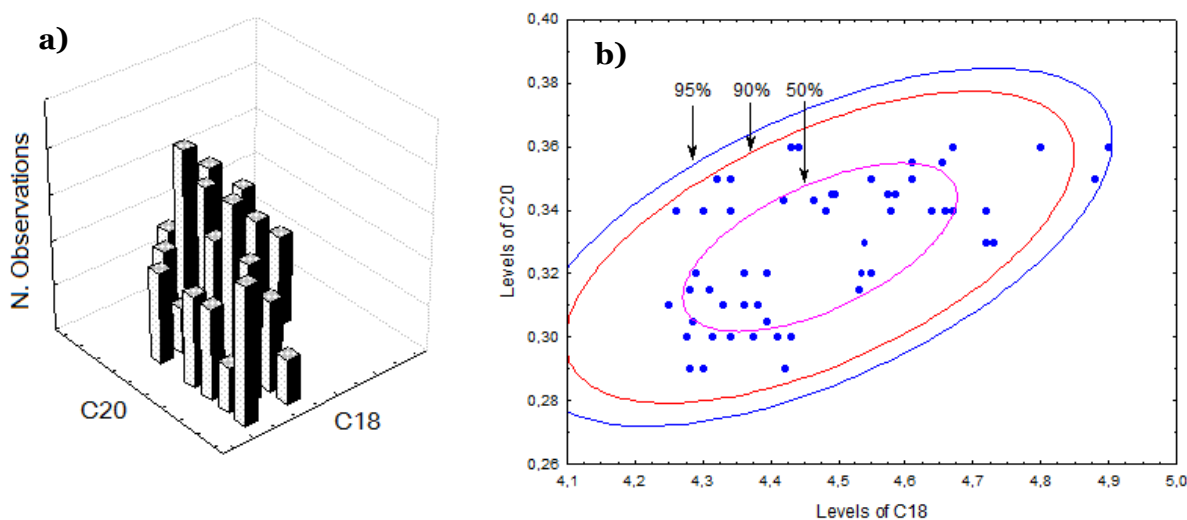 a)
N. Observations
C20
C18
b)
0,40
0,38
0,36
0,34
0,32
0,30
0,28
0,26
Levels of C20
95% 90% 50%
4,1 4,2 4,3 4,4 4,5 4,6 4,7 4,8 4,9 5,0
Levels of C18